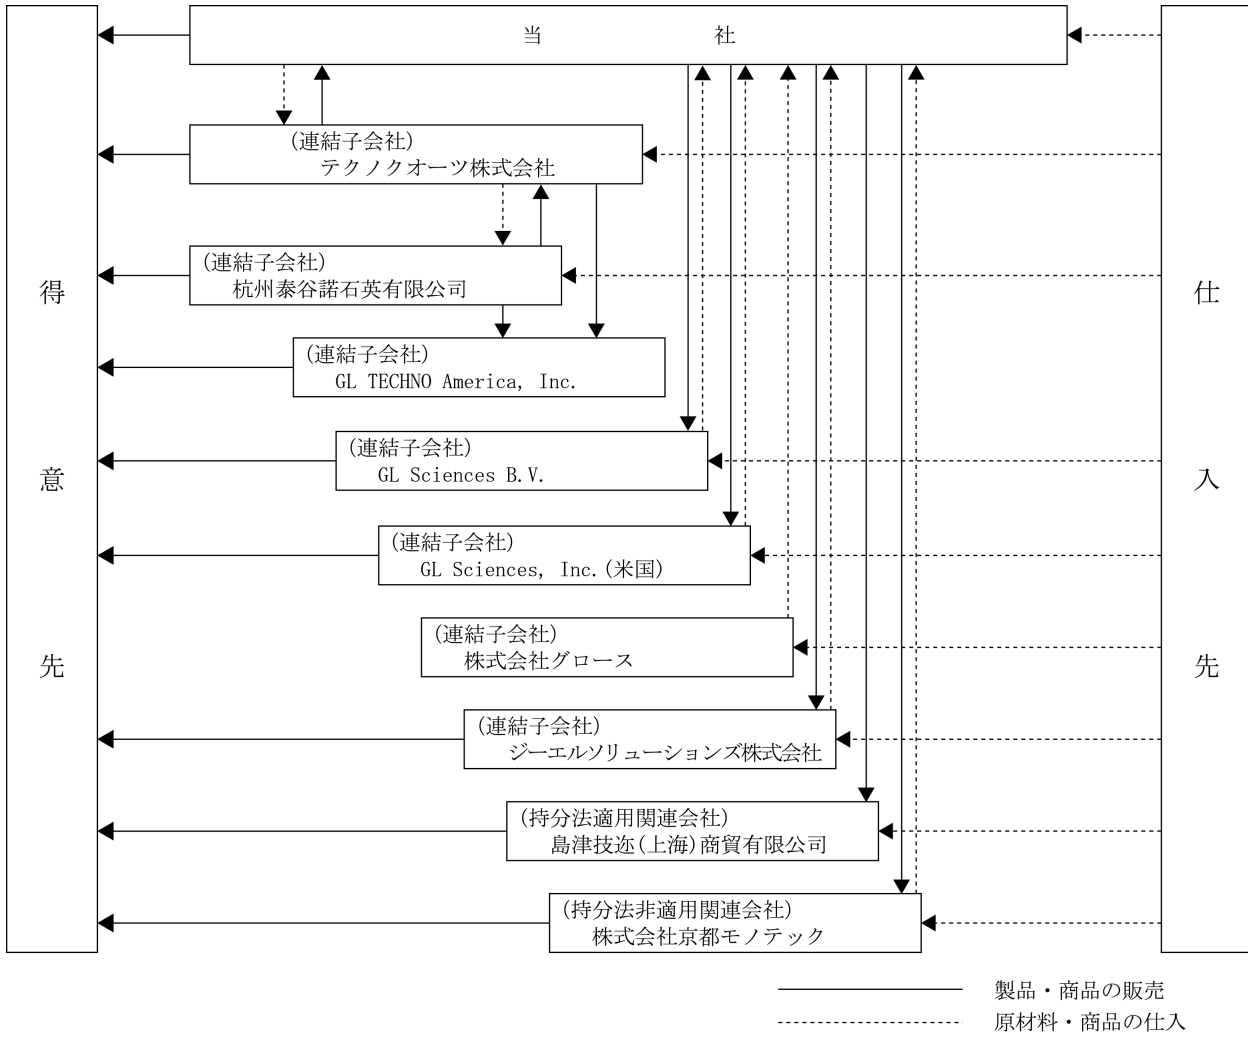 当 社
(連結子会社)
テクノクオーツ株式会社
(連結子会社)
杭州泰谷諾石英有限公司
(連結子会社)
GL TECHNO America, Inc.
(連結子会社)
GL Sciences B.V.
(連結子会社)
GL Sciences, Inc.(米国)
(連結子会社)
株式会社グロース
(連結子会社)
ジーエルソリューションズ株式会社
(持分法適用関連会社)
島津技迩(上海)商貿有限公司
(持分法非適用関連会社)
株式会社京都モノテック
得意先
仕入先
製品・商品の販売
原材料・商品の仕入